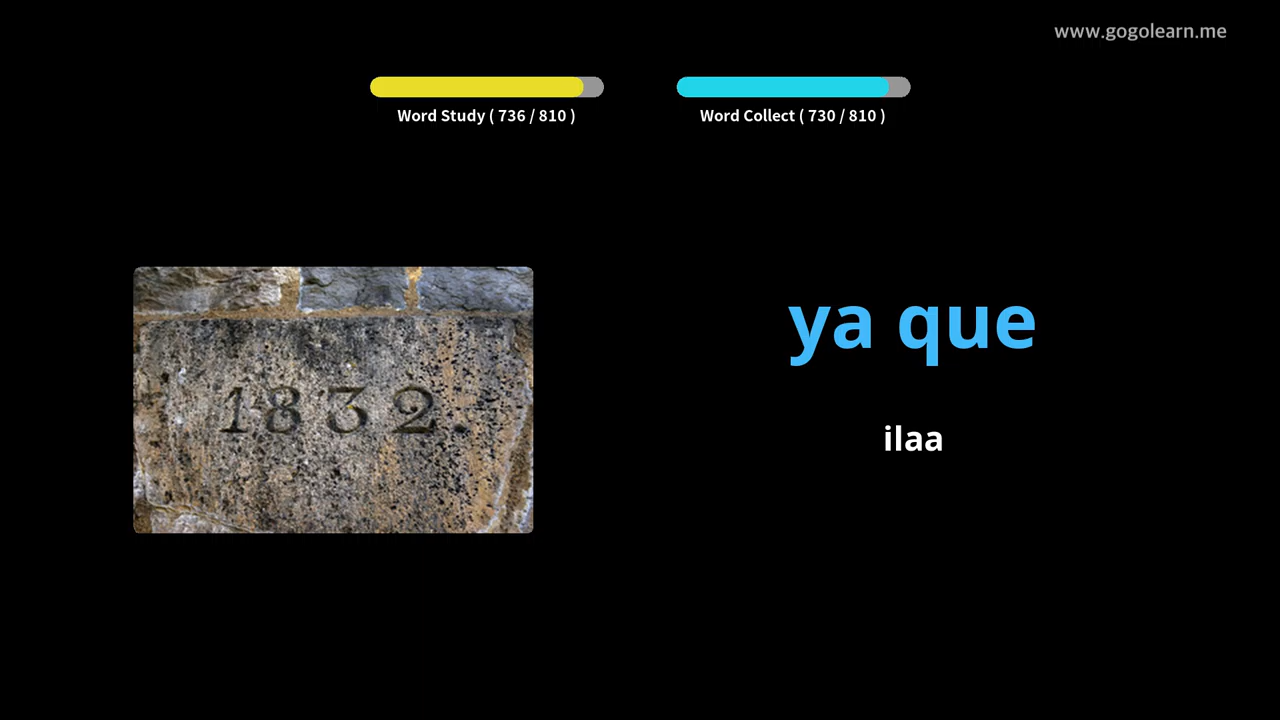 www.gogolearn.me
Word Study ( 736 / 810 )
Word Collect ( 730 / 810 )
1832.
ya que
ilaa